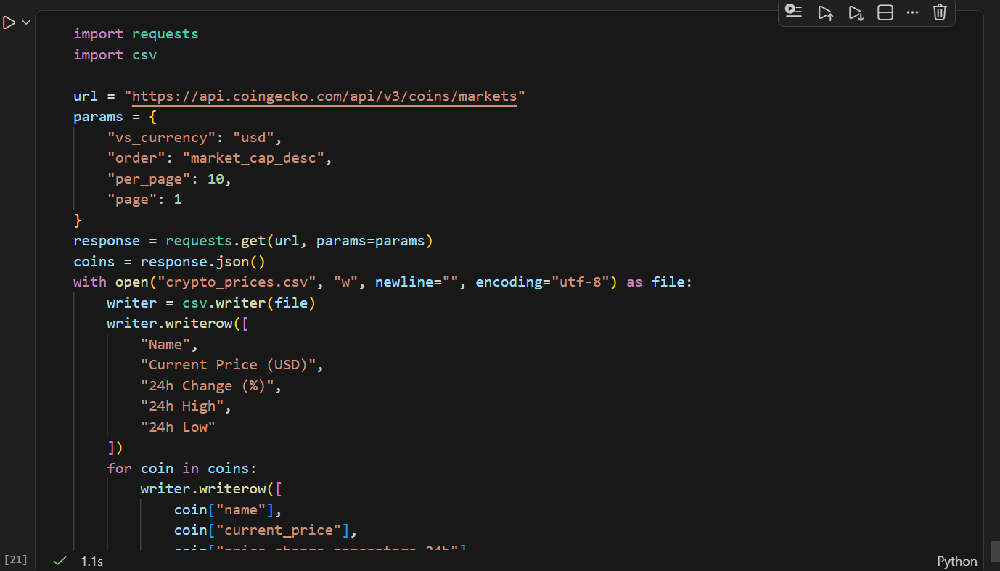 import requests
import csv
url = "https://api.coingecko.com/api/v3/coins/markets"
params = {
    "vs_currency": "usd",
    "order": "market_cap_desc",
    "per_page": 10,
    "page": 1
}
response = requests.get(url, params=params)
coins = response.json()
with open("crypto_prices.csv", "w", newline="", encoding="utf-8") as file:
    writer = csv.writer(file)
    writer.writerow([
        "Name",
        "Current Price (USD)",
        "24h Change (%)",
        "24h High",
        "24h Low"
    ])
    for coin in coins:
        writer.writerow([
            coin["name"],
            coin["current_price"],
            coin["price_change_percentage_24h"]
[21] 1.1s Python